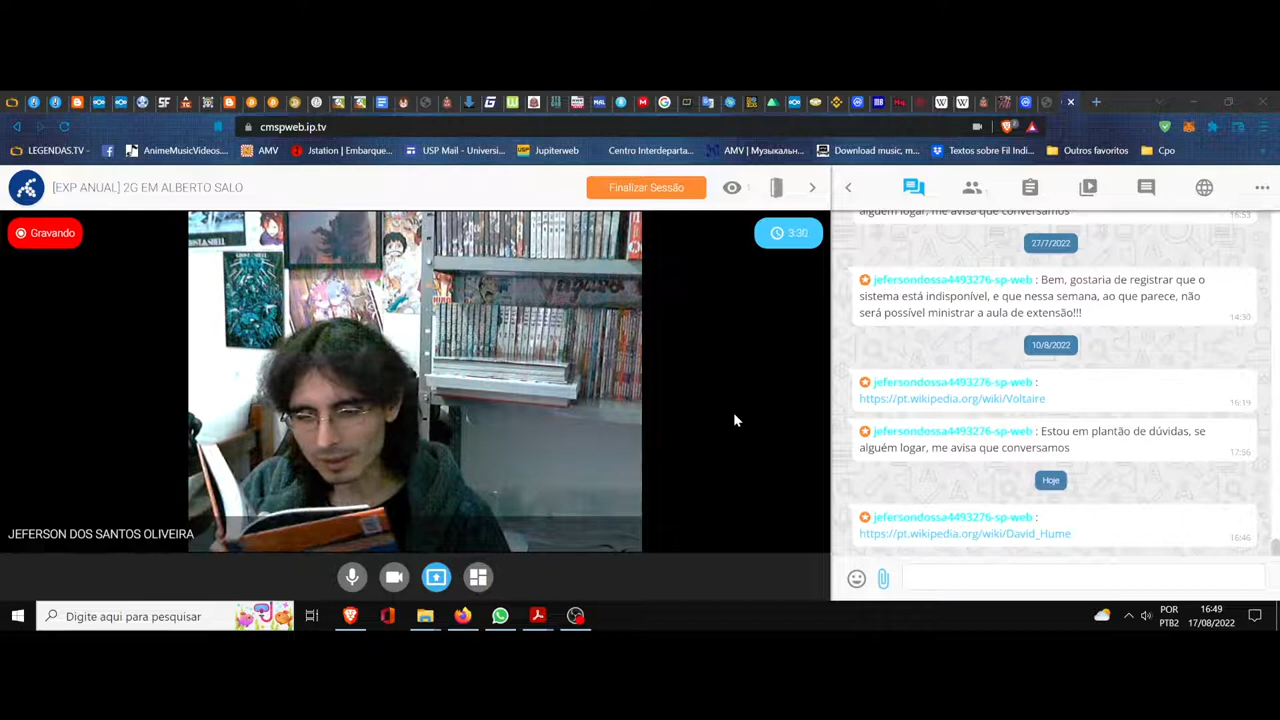 cmspweb.ip.tv
LEGENDAS.TV -
AnimeMusicVideos...
AMV
Jstation | Embarque...
USP Mail - Universi...
Jupiterweb
Centro Interdeparta...
AMV | Музыкальн...
Download music, m...
Textos sobre Fil Indi...
Outros favoritos
Cpo
[EXP ANUAL] 2G EM ALBERTO SALO
Finalizar Sessão
1
Gravando
3:30
JEFERSON DOS SANTOS OLIVEIRA
alguém logar, me avisa que conversamos
16:53
27/7/2022
jefersondossa4493276-sp-web : Bem, gostaria de registrar que o
sistema está indisponível, e que nessa semana, ao que parece, não
será possível ministrar a aula de extensão!!!
14:30
10/8/2022
jefersondossa4493276-sp-web :
https://pt.wikipedia.org/wiki/Voltaire
16:19
jefersondossa4493276-sp-web : Estou em plantão de dúvidas, se
alguém logar, me avisa que conversamos
17:56
Hoje
jefersondossa4493276-sp-web :
https://pt.wikipedia.org/wiki/David_Hume
16:46
Digite aqui para pesquisar
POR
PTB2
16:49
17/08/2022